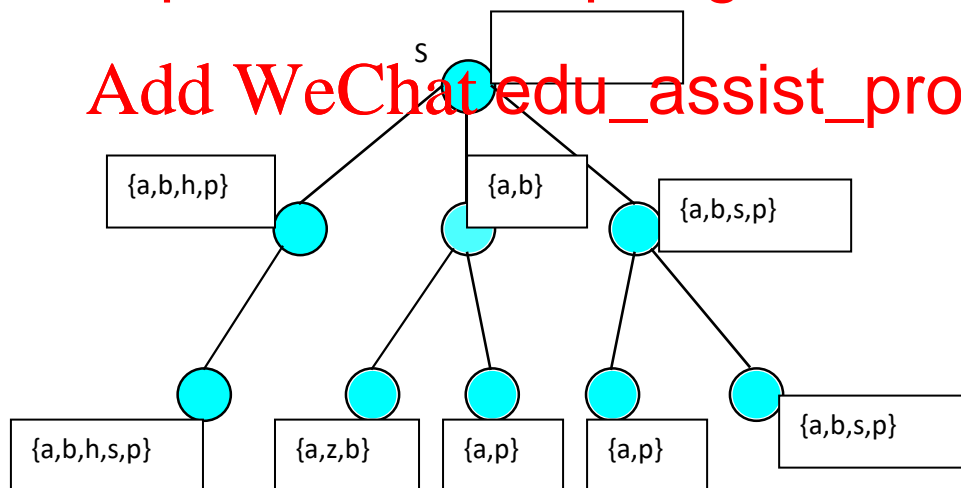 S
Add WeChat edu_assist_pro
{a,b,h,p}
{a,b}
{a,b,s,p}
{a,b,h,s,p}
{a,z,b}
{a,p}
{a,p}
{a,b,s,p}